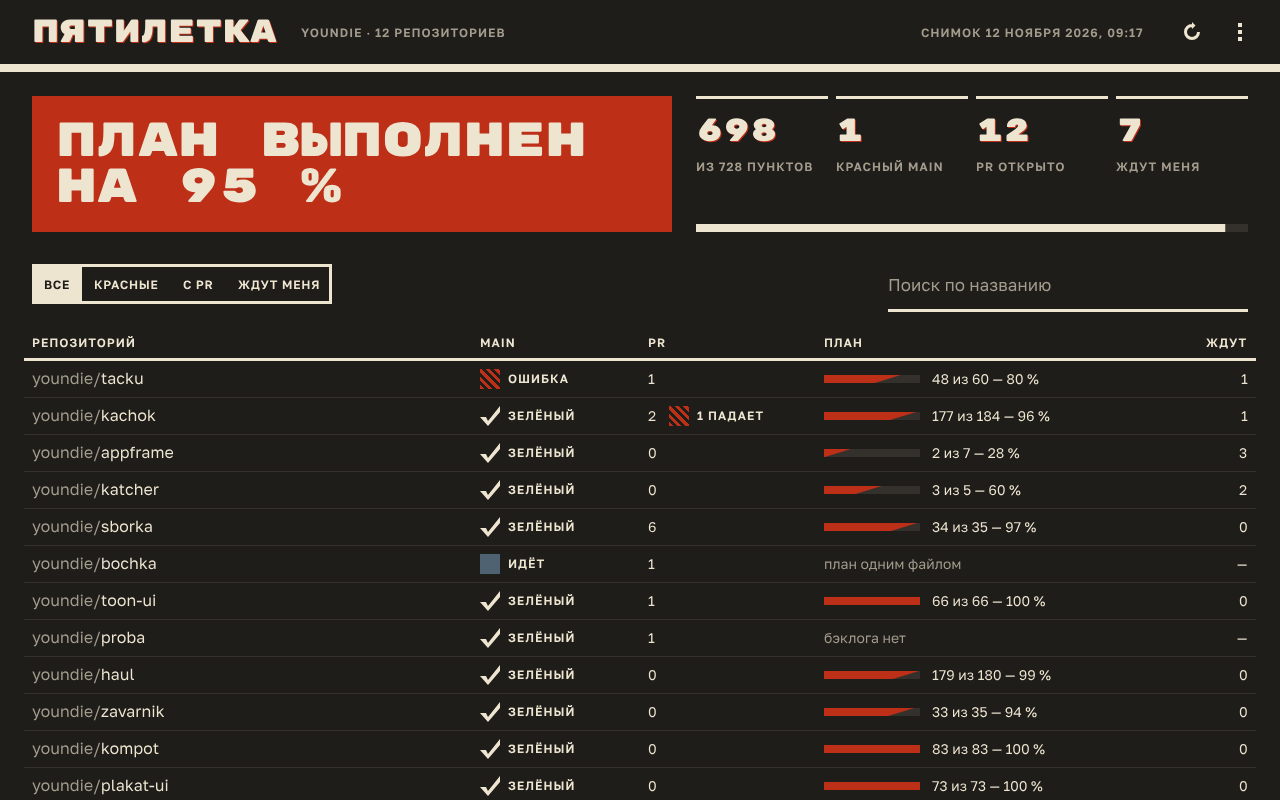 ПЯТИЛЕТКА
YOUNDIE · 12 РЕПОЗИТОРИЕВ
СНИМОК 12 НОЯБРЯ 2026, 09:17
ПЛАН ВЫПОЛНЕН
НА 95 %
698
ИЗ 728 ПУНКТОВ
1
КРАСНЫЙ MAIN
12
PR ОТКРЫТО
7
ЖДУТ МЕНЯ
ВСЕ КРАСНЫЕ С PR ЖДУТ МЕНЯ
Поиск по названию
РЕПОЗИТОРИЙ MAIN PR ПЛАН ЖДУТ
youndie/tacku ОШИБКА 1 48 из 60 — 80 % 1
youndie/kachok ЗЕЛЁНЫЙ 2 1 ПАДАЕТ 177 из 184 — 96 % 1
youndie/appframe ЗЕЛЁНЫЙ 0 2 из 7 — 28 % 3
youndie/katcher ЗЕЛЁНЫЙ 0 3 из 5 — 60 % 2
youndie/sborka ЗЕЛЁНЫЙ 6 34 из 35 — 97 % 0
youndie/bochka ИДЁТ 1 план одним файлом —
youndie/toon-ui ЗЕЛЁНЫЙ 1 66 из 66 — 100 % 0
youndie/proba ЗЕЛЁНЫЙ 1 бэклога нет —
youndie/haul ЗЕЛЁНЫЙ 0 179 из 180 — 99 % 0
youndie/zavarnik ЗЕЛЁНЫЙ 0 33 из 35 — 94 % 0
youndie/kompot ЗЕЛЁНЫЙ 0 83 из 83 — 100 % 0
youndie/plakat-ui ЗЕЛЁНЫЙ 0 73 из 73 — 100 % 0